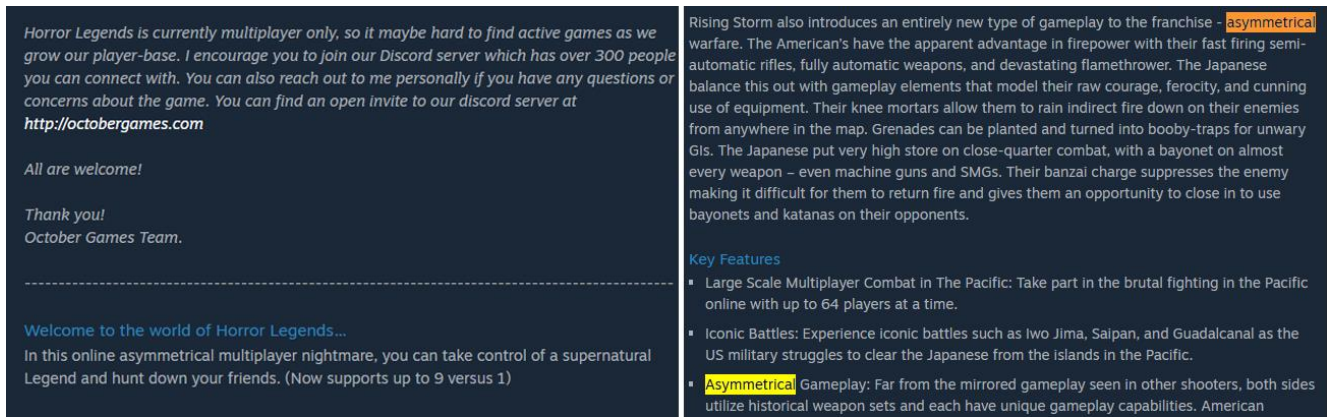 Horror Legends is currently multiplayer only, so it maybe hard to find active games as we
grow our player-base. I encourage you to join our Discord server which has over 300 people
you can connect with. You can also reach out to me personally if you have any questions or
concerns about the game. You can find an open invite to our discord server at
http://octobergames.com
All are welcome!
Thank you!
October Games Team.
-----------------------------------------------------------------------------------------------
Welcome to the world of Horror Legends...
In this online asymmetrical multiplayer nightmare, you can take control of a supernatural
Legend and hunt down your friends. (Now supports up to 9 versus 1)
Rising Storm also introduces an entirely new type of gameplay to the franchise - asymmetrical
warfare. The American's have the apparent advantage in firepower with their fast firing semi-
automatic rifles, fully automatic weapons, and devastating flamethrower. The Japanese
balance this out with gameplay elements that model their raw courage, ferocity, and cunning
use of equipment. Their knee mortars allow them to rain indirect fire down on their enemies
from anywhere in the map. Grenades can be planted and turned into booby-traps for unwary
GIs. The Japanese put very high store on close-quarter combat, with a bayonet on almost
every weapon – even machine guns and SMGs. Their banzai charge suppresses the enemy
making it difficult for them to return fire and gives them an opportunity to close in to use
bayonets and katanas on their opponents.
Key Features
▪ Large Scale Multiplayer Combat in The Pacific: Take part in the brutal fighting in the Pacific
online with up to 64 players at a time.
▪ Iconic Battles: Experience iconic battles such as Iwo Jima, Saipan, and Guadalcanal as the
US military struggles to clear the Japanese from the islands in the Pacific.
▪ Asymmetrical Gameplay: Far from the mirrored gameplay seen in other shooters, both sides
utilize historical weapon sets and each have unique gameplay capabilities. American